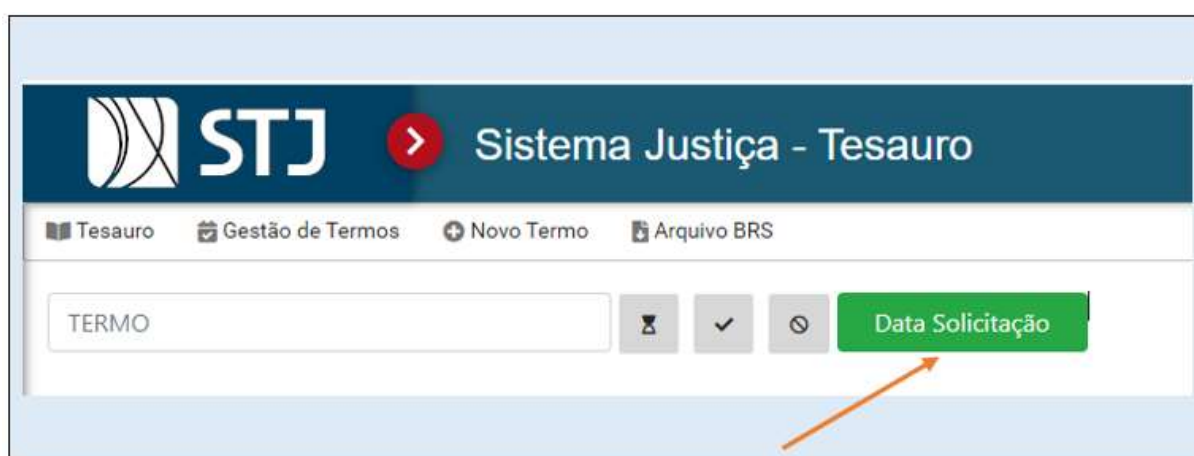 STJ Sistema Justiça - Tesauro
Tesauro Gestão de Termos Novo Termo Arquivo BRS
TERMO Data Solicitação